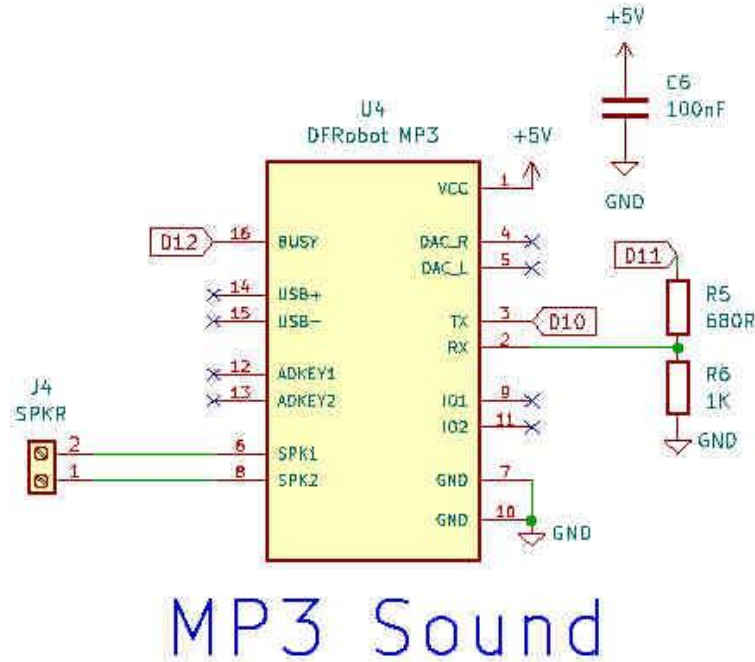 +5V
C6
100nF
GND
U4
DFRobot MP3
+5V
VCC 1
D12 16 BUSY
DAC_R 4
DAC_L 5
14 USB+
15 USB-
TX 3 D10
RX 2
D11
R5
680R
R6
1K
GND
12 ADKEY1
13 ADKEY2
IO1 9
IO2 11
J4
SPKR
2 6 SPK1
1 8 SPK2
GND 7
GND 10
GND
MP3 Sound